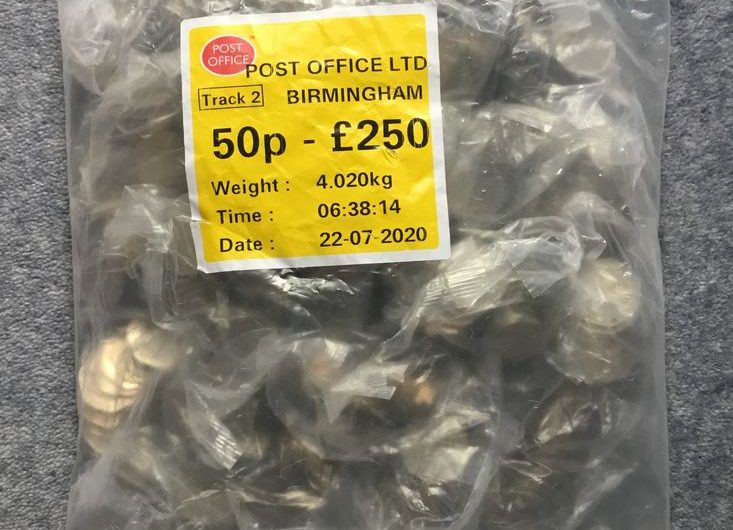 POST
OFFICE™
POST OFFICE LTD
Track 2 BIRMINGHAM
50p - £250
Weight : 4.020kg
Time : 06:38:14
Date : 22-07-2020